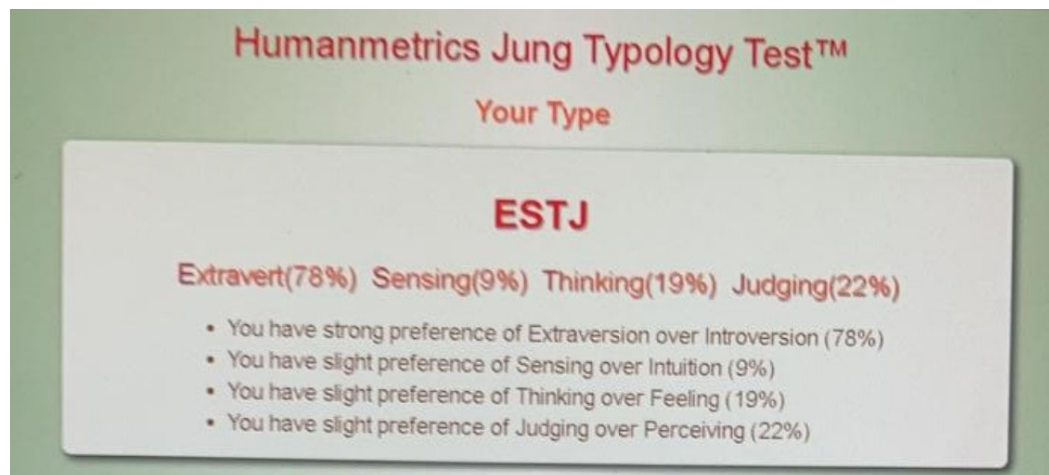 Humanmetrics Jung Typology Test™
Your Type
ESTJ
Extravert(78%) Sensing(9%) Thinking(19%) Judging(22%)
• You have strong preference of Extraversion over Introversion (78%)
• You have slight preference of Sensing over Intuition (9%)
• You have slight preference of Thinking over Feeling (19%)
• You have slight preference of Judging over Perceiving (22%)